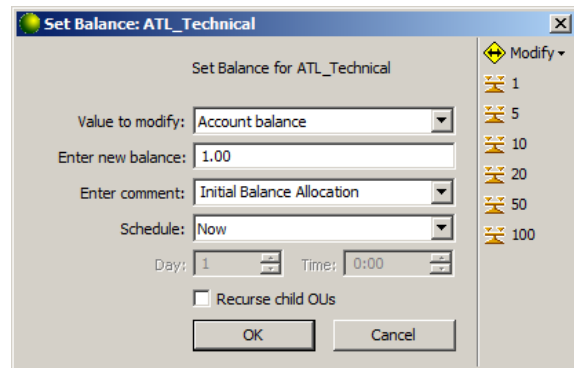 Set Balance: ATL_Technical
Set Balance for ATL_Technical
Value to modify: Account balance
Enter new balance: 1.00
Enter comment: Initial Balance Allocation
Schedule: Now
Day: 1 Time: 0:00
Recurse child OUs
OK Cancel
Modify
1
5
10
20
50
100